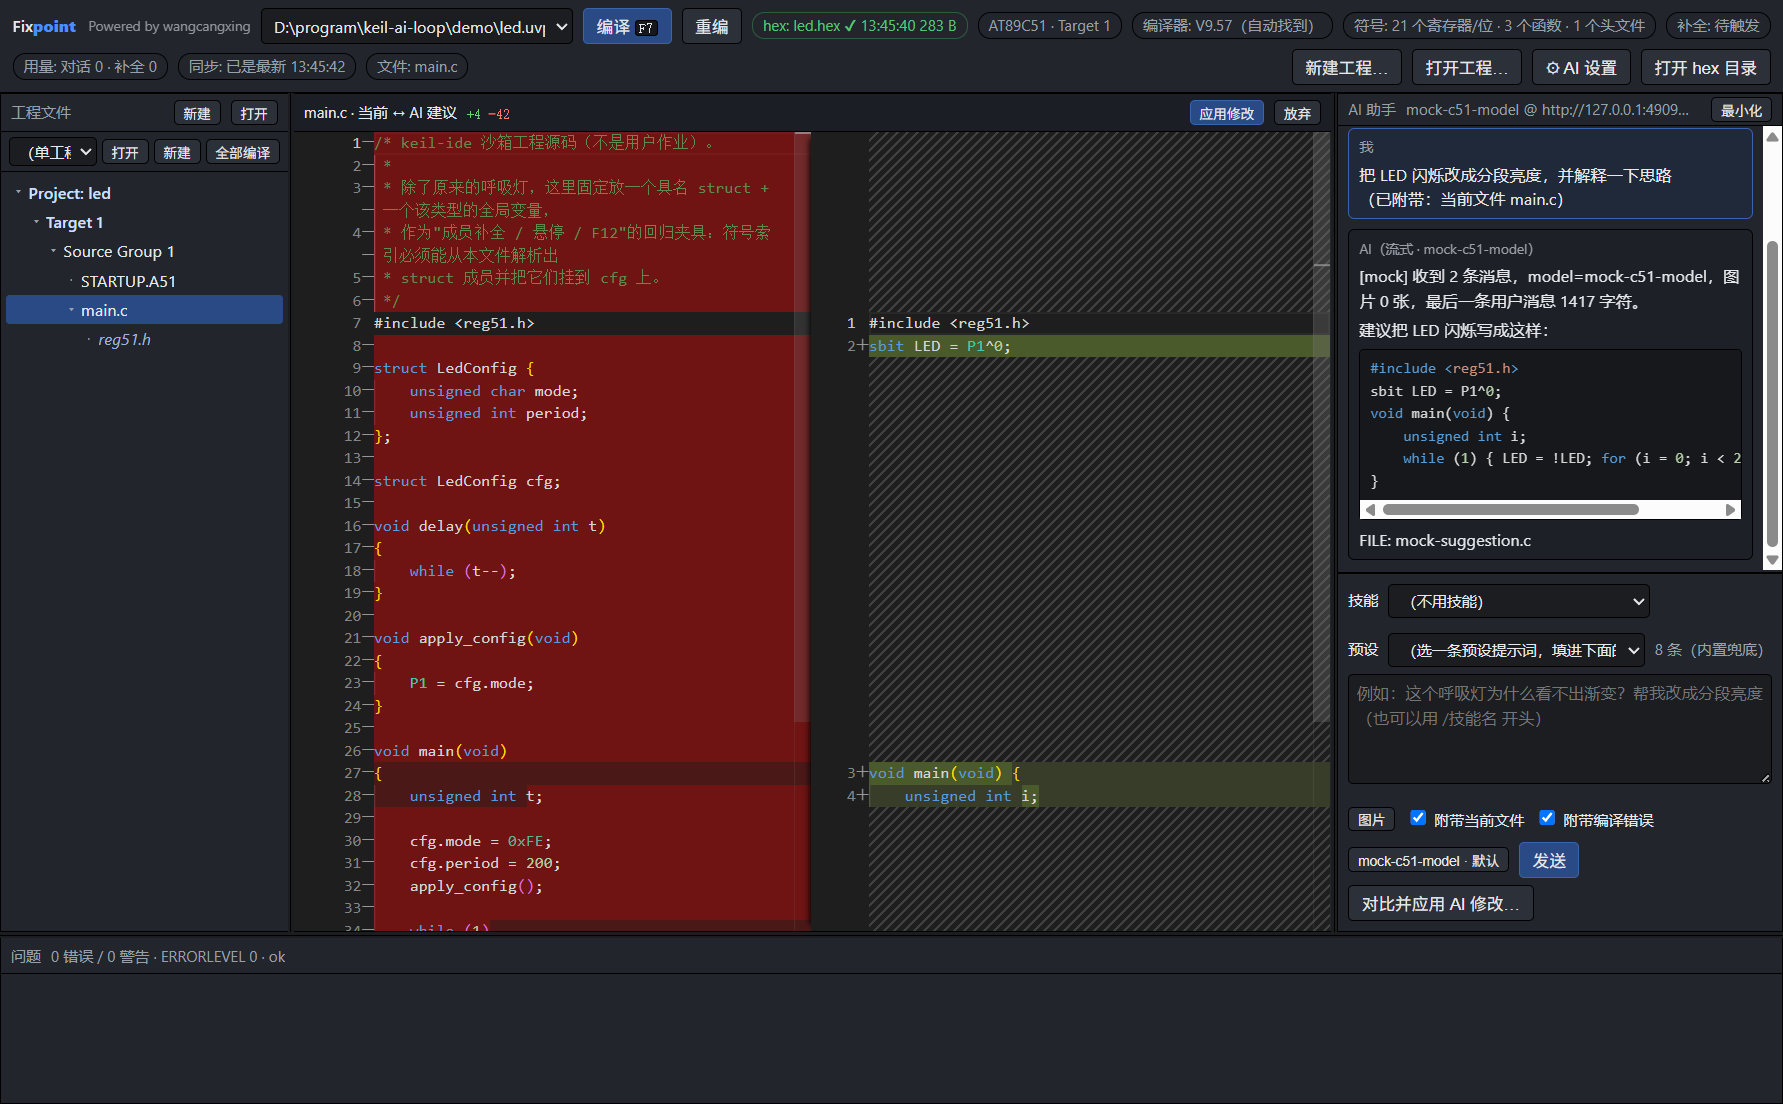 Fixpoint Powered by wangcangxing D:\program\keil-ai-loop\demo\led.uvp 编译 F7 重编 hex: led.hex ✓ 13:45:40 283 B AT89C51 · Target 1 编译器: V9.57（自动找到） 符号: 21 个寄存器/位 · 3 个函数 · 1 个头文件 补全: 待触发
用量: 对话 0 · 补全 0 同步: 已是最新 13:45:42 文件: main.c 新建工程… 打开工程… ⚙ AI 设置 打开 hex 目录
工程文件 新建 打开
(单工程 打开 新建 全部编译
Project: led
Target 1
Source Group 1
STARTUP.A51
main.c
reg51.h
main.c · 当前 ↔ AI 建议 +4 −42 应用修改 放弃
1 /* keil-ide 沙箱工程源码（不是用户作业）。
2 *
3 * 除了原来的呼吸灯，这里固定放一个具名 struct +
一个该类型的全局变量，
4 * 作为"成员补全 / 悬停 / F12"的回归夹具：符号索
引必须能从本文件解析出
5 * struct 成员并把它们挂到 cfg 上。
6 */
7 #include <reg51.h>
8
9 struct LedConfig {
10 unsigned char mode;
11 unsigned int period;
12 };
13
14 struct LedConfig cfg;
15
16 void delay(unsigned int t)
17 {
18 while (t--);
19 }
20
21 void apply_config(void)
22 {
23 P1 = cfg.mode;
24 }
25
26 void main(void)
27 {
28 unsigned int t;
29
30 cfg.mode = 0xFE;
31 cfg.period = 200;
32 apply_config();
33
34 while (1)
1 #include <reg51.h>
2 + sbit LED = P1^0;
3 + void main(void) {
4 + unsigned int i;
AI 助手 mock-c51-model @ http://127.0.0.1:4909... 最小化
我
把 LED 闪烁改成分段亮度，并解释一下思路
（已附带：当前文件 main.c）
AI（流式 · mock-c51-model）
[mock] 收到 2 条消息，model=mock-c51-model，图
片 0 张，最后一条用户消息 1417 字符。
建议把 LED 闪烁写成这样：
#include <reg51.h>
sbit LED = P1^0;
void main(void) {
unsigned int i;
while (1) { LED = !LED; for (i = 0; i < 2
}
FILE: mock-suggestion.c
技能 (不用技能)
预设 (选一条预设提示词，填进下面的 8 条（内置兜底）
例如：这个呼吸灯为什么看不出渐变？帮我改成分段亮度
（也可以用 /技能名 开头）
图片 附带当前文件 附带编译错误
mock-c51-model · 默认 发送
对比并应用 AI 修改…
问题 0 错误 / 0 警告 · ERRORLEVEL 0 · ok